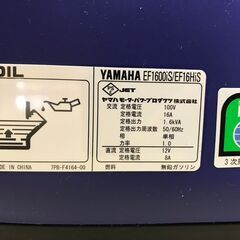 OIL
YAMAHA EF1600iS/EF16HiS
JET
ヤマハモーターパワープロダクツ株式会社
交流 定格電圧 100V
定格電流 16A
定格出力 1.6kVA
定格出力周波数 50/60Hz
相数 単相
力率 1.0
直流 定格電圧 12V
定格電流 8A
燃料 無鉛ガソリン
MADE IN CHINA 7PB-F4164-00
3次